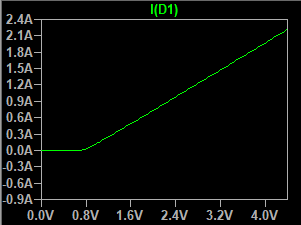 I(D1)
2.4A
2.1A
1.8A
1.5A
1.2A
0.9A
0.6A
0.3A
0.0A
-0.3A
-0.6A
-0.9A
0.0V 0.8V 1.6V 2.4V 3.2V 4.0V